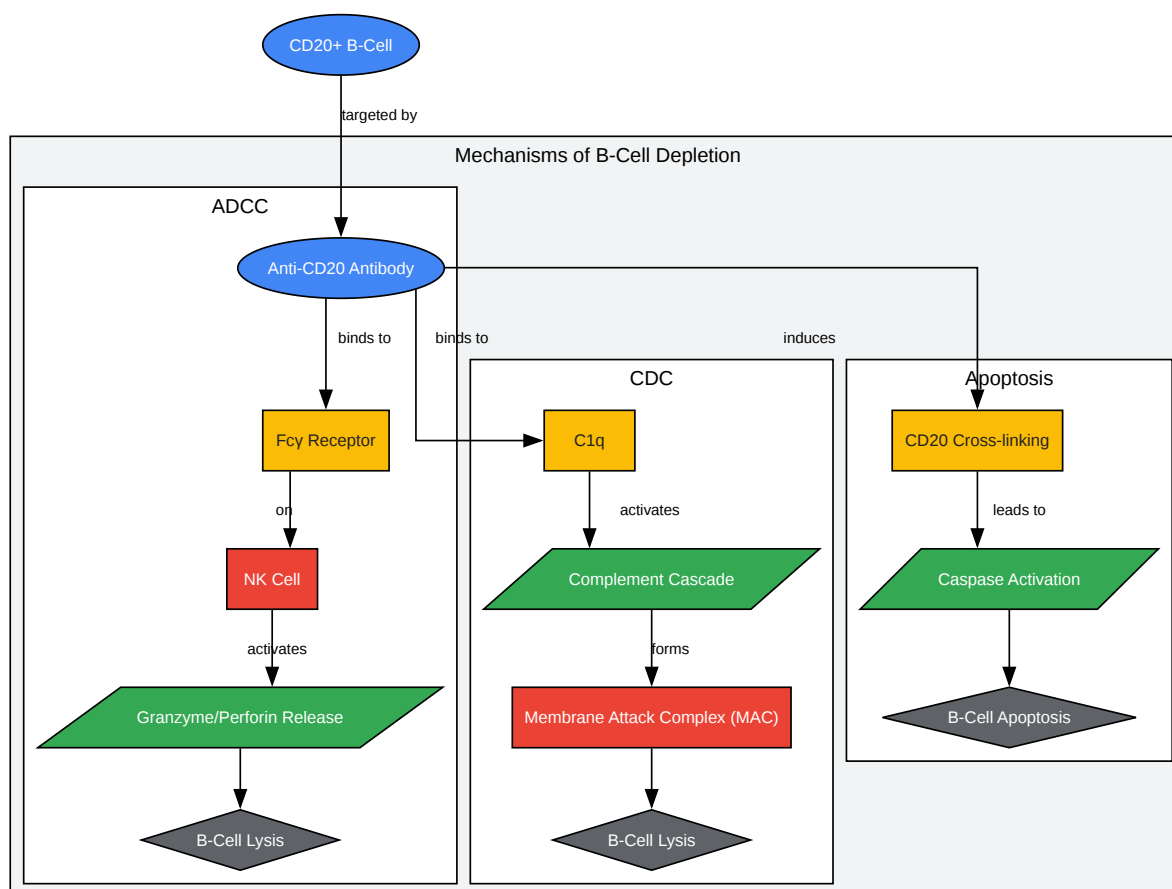 CD20+ B-Cell
targeted by
Mechanisms of B-Cell Depletion
ADCC
Anti-CD20 Antibody
binds to
binds to
induces
CDC
Apoptosis
Fcγ Receptor
C1q
CD20 Cross-linking
on
activates
leads to
NK Cell
Complement Cascade
Caspase Activation
activates
forms
Granzyme/Perforin Release
Membrane Attack Complex (MAC)
B-Cell Apoptosis
B-Cell Lysis
B-Cell Lysis